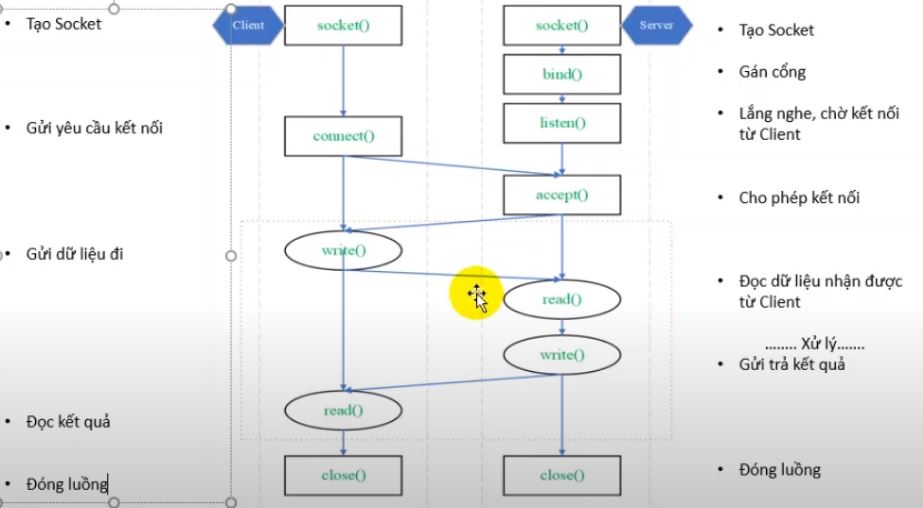 • Tạo Socket
• Gửi yêu cầu kết nối
• Gửi dữ liệu đi
• Đọc kết quả
• Đóng luồng
Client
socket()
connect()
write()
read()
close()
socket()
Server
bind()
listen()
accept()
read()
write()
close()
• Tạo Socket
• Gán cổng
• Lắng nghe, chờ kết nối
từ Client
• Cho phép kết nối
• Đọc dữ liệu nhận được
từ Client
........ Xử lý.......
• Gửi trả kết quả
• Đóng luồng